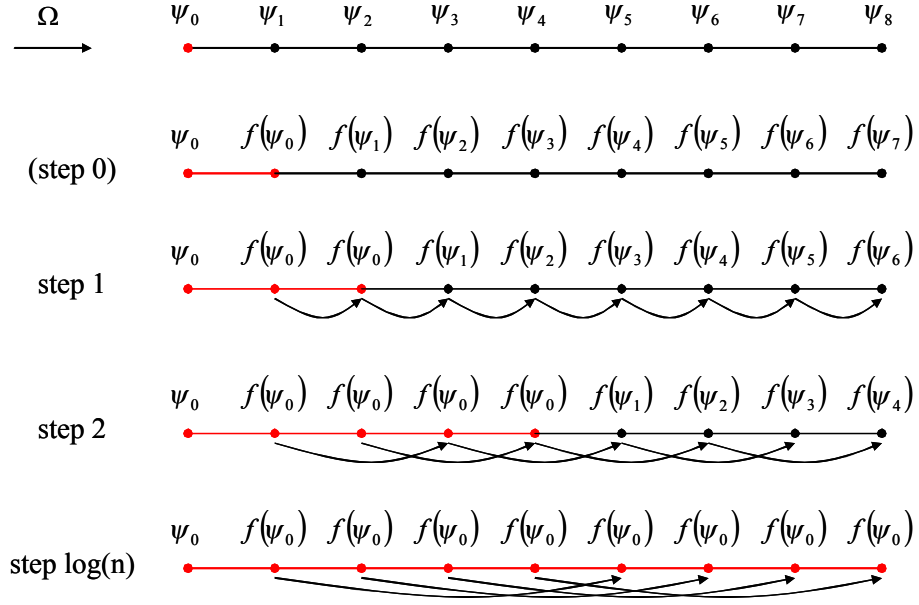 Ω ψ₀ ψ₁ ψ₂ ψ₃ ψ₄ ψ₅ ψ₆ ψ₇ ψ₈
ψ₀ f(ψ₀) f(ψ₁) f(ψ₂) f(ψ₃) f(ψ₄) f(ψ₅) f(ψ₆) f(ψ₇)
(step 0)
ψ₀ f(ψ₀) f(ψ₀) f(ψ₁) f(ψ₂) f(ψ₃) f(ψ₄) f(ψ₅) f(ψ₆)
step 1
ψ₀ f(ψ₀) f(ψ₀) f(ψ₀) f(ψ₀) f(ψ₁) f(ψ₂) f(ψ₃) f(ψ₄)
step 2
ψ₀ f(ψ₀) f(ψ₀) f(ψ₀) f(ψ₀) f(ψ₀) f(ψ₀) f(ψ₀) f(ψ₀)
step log(n)